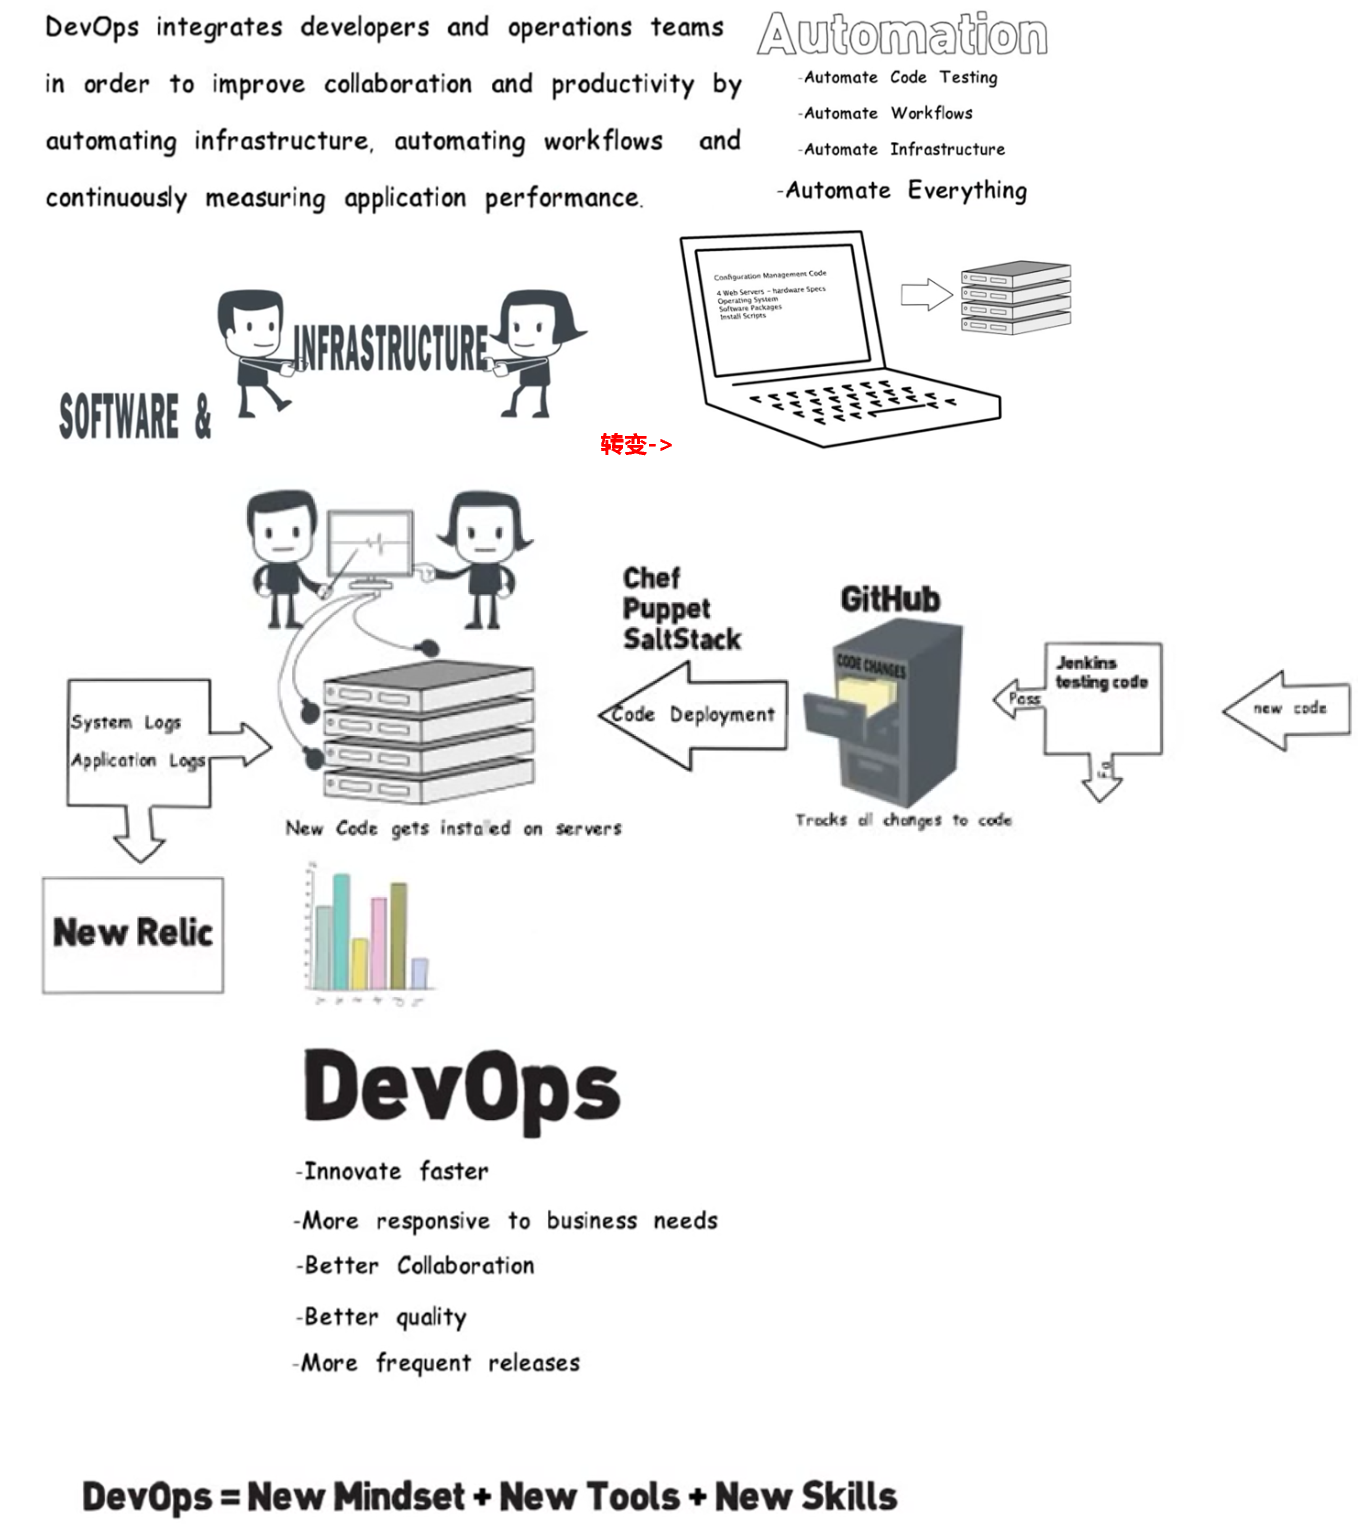 DevOps integrates developers and operations teams
in order to improve collaboration and productivity by
automating infrastructure, automating workflows and
continuously measuring application performance.
Automation
-Automate Code Testing
-Automate Workflows
-Automate Infrastructure
-Automate Everything
Configuration Management Code
4 Web Servers - hardware Specs
Operating System
Software Packages
Install Scripts
INFRASTRUCTURE
SOFTWARE &
转变->
Chef
Puppet
SaltStack
Code Deployment
GitHub
CODE CHANGES
Tracks all changes to code
Jenkins
testing code
Pass
new code
System Logs
Application Logs
New Code gets installed on servers
New Relic
DevOps
-Innovate faster
-More responsive to business needs
-Better Collaboration
-Better quality
-More frequent releases
DevOps = New Mindset + New Tools + New Skills